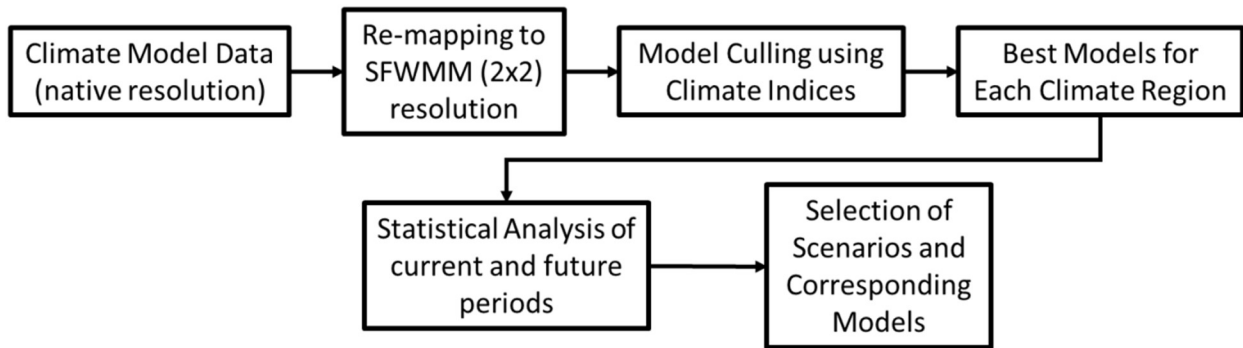 Climate Model Data
(native resolution)
Re-mapping to
SFWMM (2x2)
resolution
Model Culling using
Climate Indices
Best Models for
Each Climate Region
Statistical Analysis of
current and future
periods
Selection of
Scenarios and
Corresponding
Models